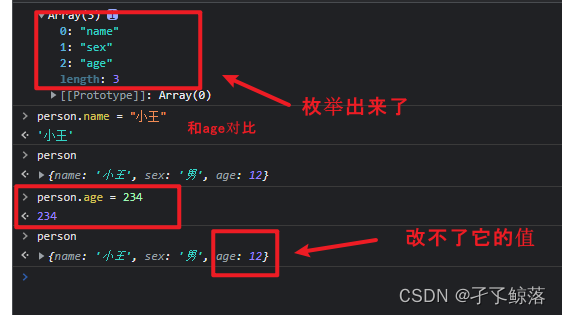 Array(3) i
0: "name"
1: "sex"
2: "age"
length: 3
[[Prototype]]: Array(0)
枚举出来了
person.name = "小王"
和age对比
'小王'
person
{name: '小王', sex: '男', age: 12}
person.age = 234
234
person
改不了它的值
{name: '小王', sex: '男', age: 12}
CSDN @孑孓鲸落